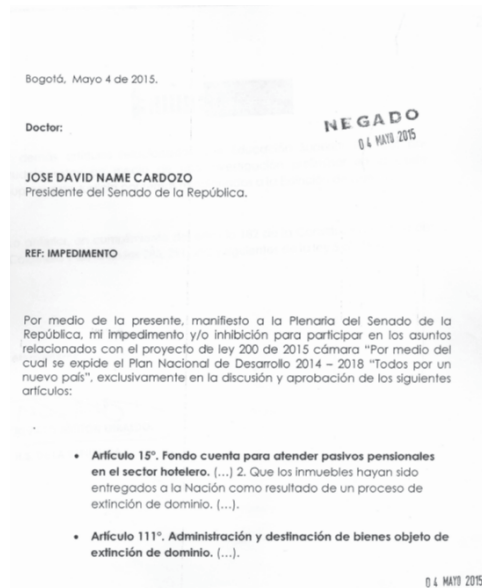 Bogotá, Mayo 4 de 2015.
NEGADO
Doctor:
04 MAYO 2015
JOSE DAVID NAME CARDOZO
Presidente del Senado de la República.
REF: IMPEDIMENTO
Por medio de la presente, manifiesto a la Plenaria del Senado de la
República, mi impedimento y/o inhibición para participar en los asuntos
relacionados con el proyecto de ley 200 de 2015 cámara “Por medio del
cual se expide el Plan Nacional de Desarrollo 2014 – 2018 “Todos por un
nuevo país”, exclusivamente en la discusión y aprobación de los siguientes
artículos:
• Artículo 15°. Fondo cuenta para atender pasivos pensionales
en el sector hotelero. (...) 2. Que los inmuebles hayan sido
entregados a la Nación como resultado de un proceso de
extinción de dominio. (...).
• Artículo 111°. Administración y destinación de bienes objeto de
extinción de dominio. (...).
04 MAYO 2015